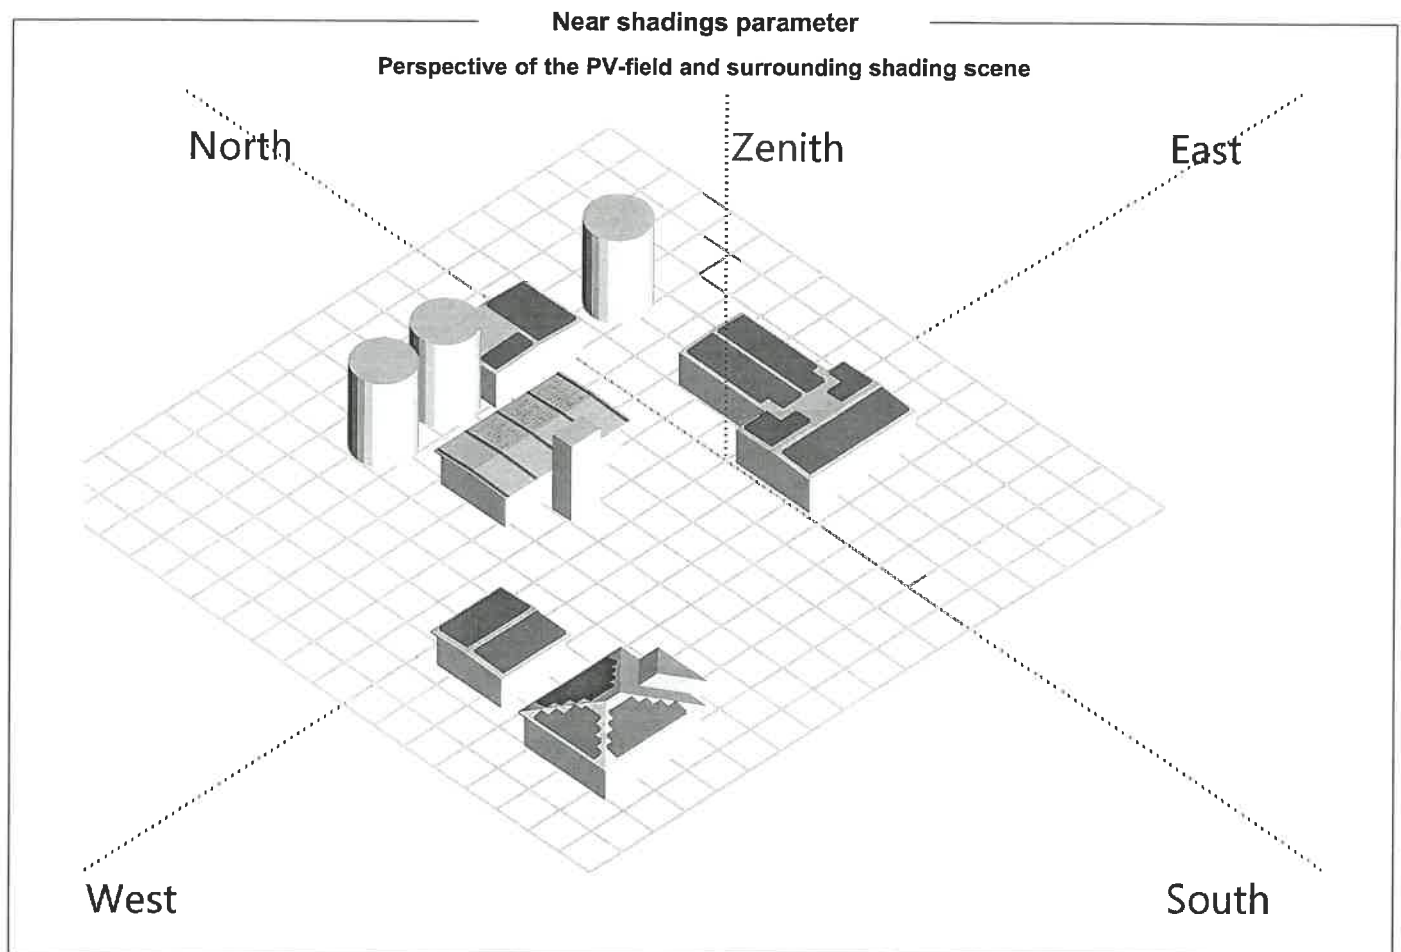 Near shadings parameter
Perspective of the PV-field and surrounding shading scene
North
Zenith
East
West
South